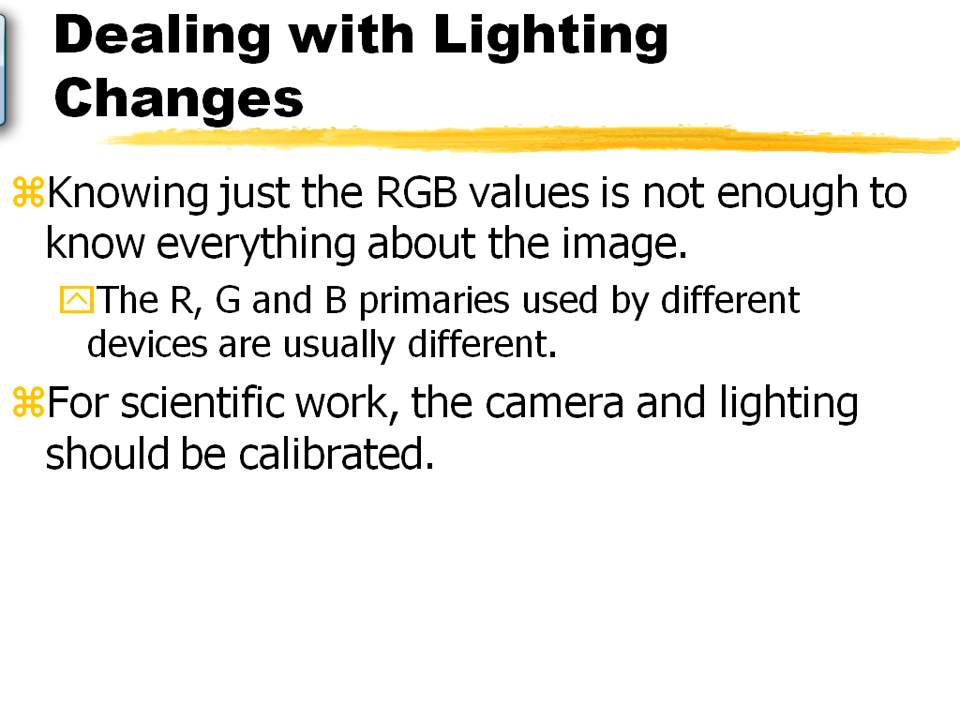 Dealing with Lighting
Changes
Knowing just the RGB values is not enough to
know everything about the image.
The R, G and B primaries used by different
devices are usually different.
For scientific work, the camera and lighting
should be calibrated.